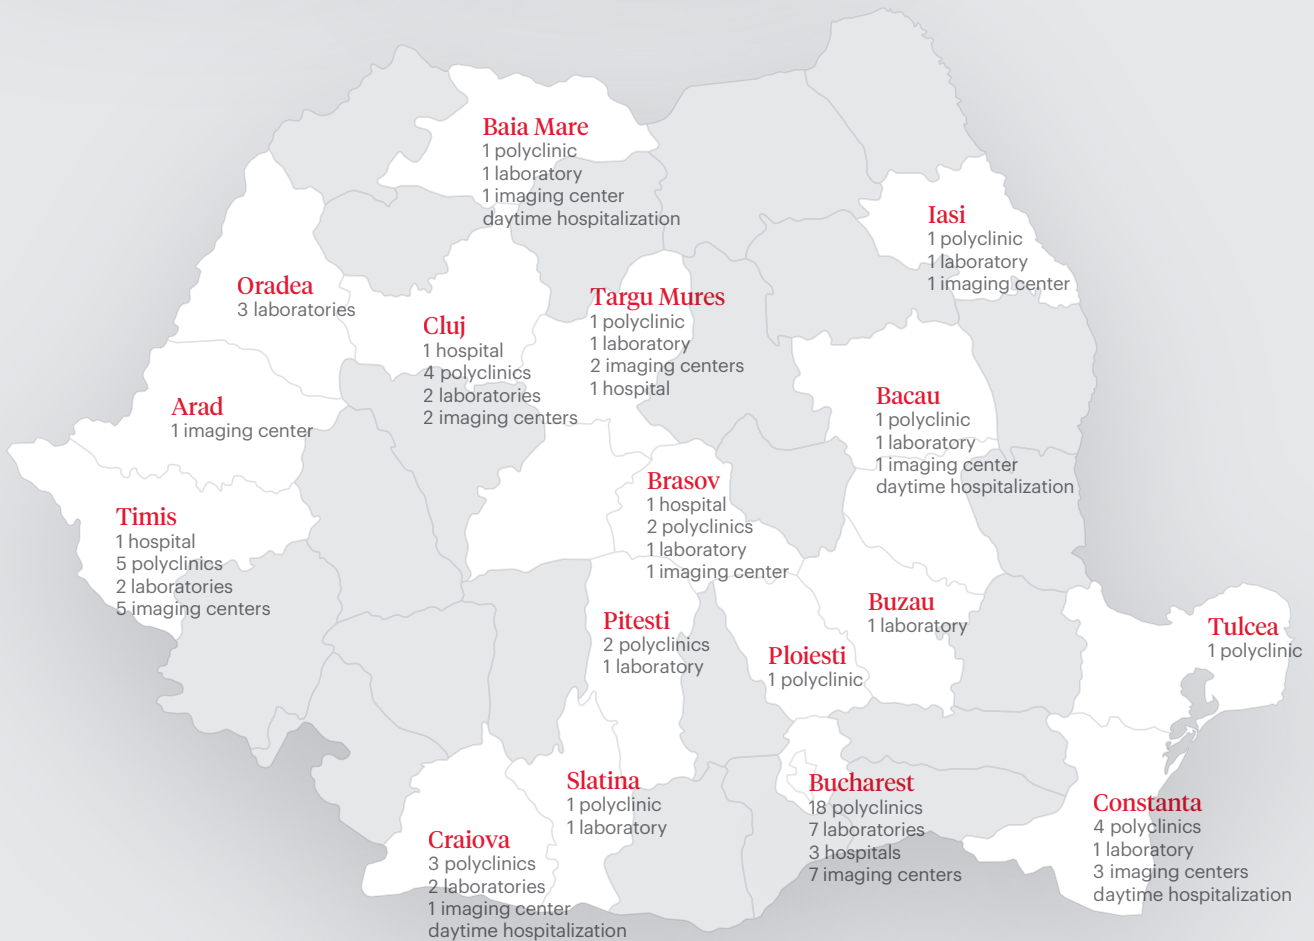 Baia Mare
1 polyclinic
1 laboratory
1 imaging center
daytime hospitalization
Iasi
1 polyclinic
1 laboratory
1 imaging center
Oradea
3 laboratories
Cluj
1 hospital
4 polyclinics
2 laboratories
2 imaging centers
Targu Mures
1 polyclinic
1 laboratory
2 imaging centers
1 hospital
Arad
1 imaging center
Bacau
1 polyclinic
1 laboratory
1 imaging center
daytime hospitalization
Timis
1 hospital
5 polyclinics
2 laboratories
5 imaging centers
Brasov
1 hospital
2 polyclinics
1 laboratory
1 imaging center
Pitesti
2 polyclinics
1 laboratory
Ploiesti
1 polyclinic
Buzau
1 laboratory
Tulcea
1 polyclinic
Craiova
3 polyclinics
2 laboratories
1 imaging center
daytime hospitalization
Slatina
1 polyclinic
1 laboratory
Bucharest
18 polyclinics
7 laboratories
3 hospitals
7 imaging centers
Constanta
4 polyclinics
1 laboratory
3 imaging centers
daytime hospitalization